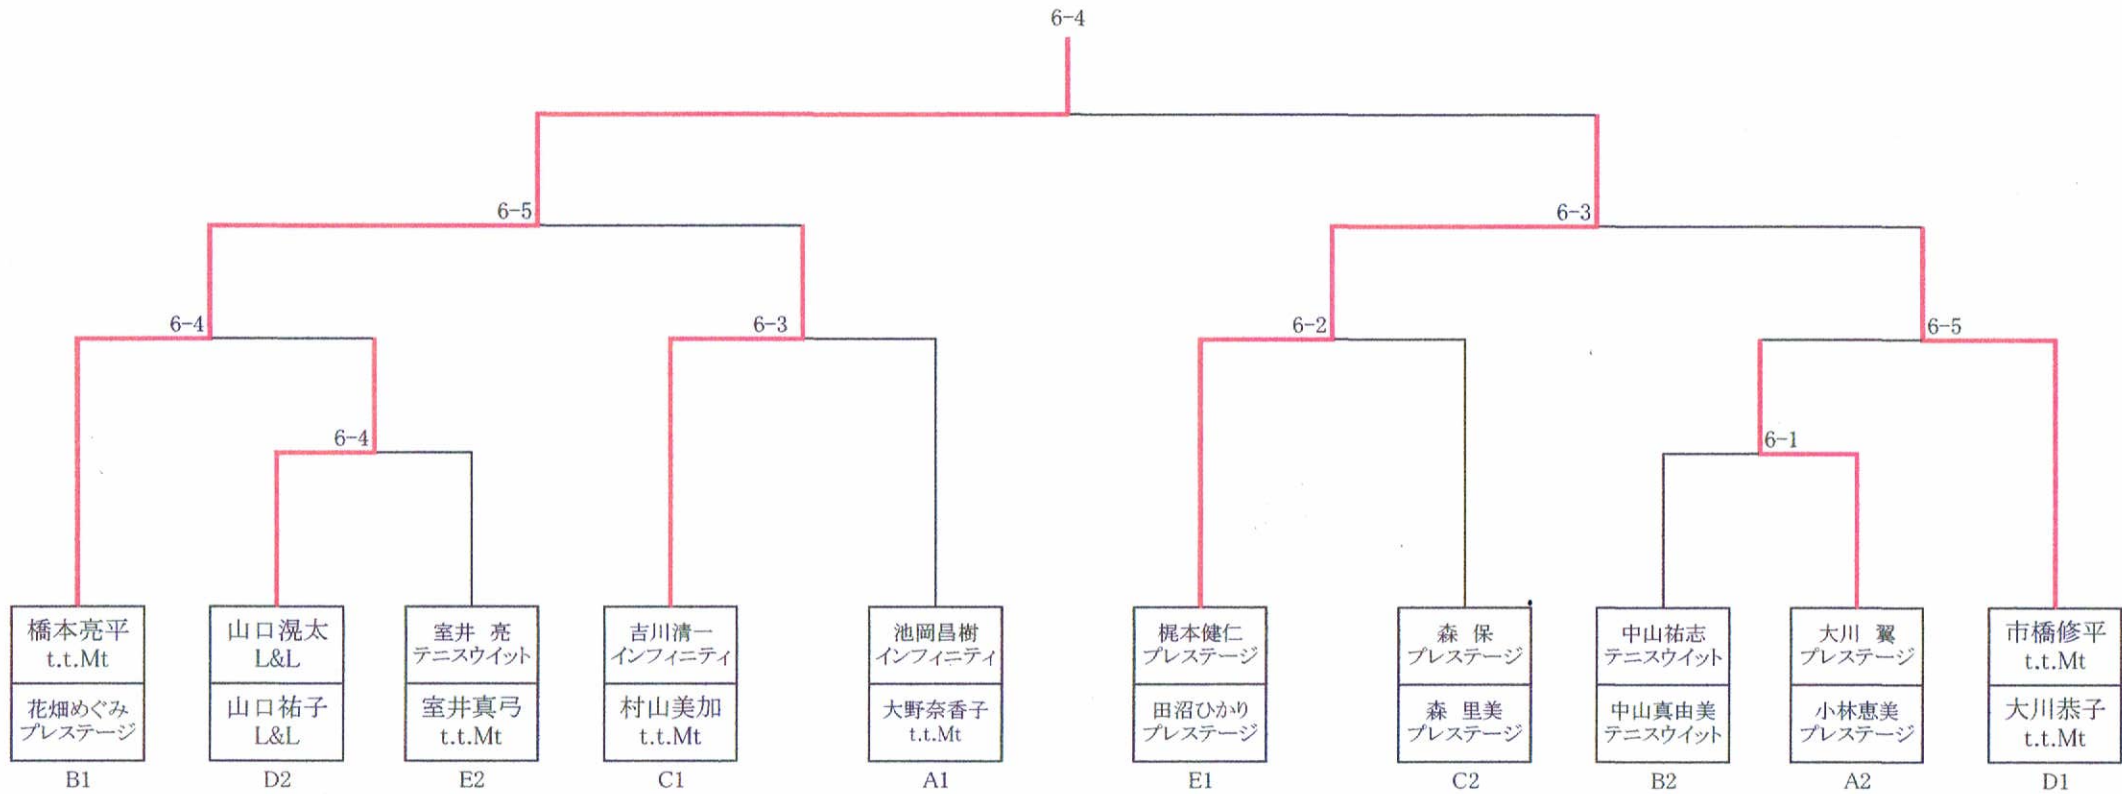 6-4
6-5
6-3
6-4
6-3
6-2
6-5
6-4
6-1
橋本亮平
t.t.Mt
花畑めぐみ
プレステージ
B1
山口滉太
L&L
山口祐子
L&L
D2
室井 亮
テニスウイット
室井真弓
t.t.Mt
E2
吉川清一
インフィニティ
村山美加
t.t.Mt
C1
池岡昌樹
インフィニティ
大野奈香子
t.t.Mt
A1
梶本健仁
プレステージ
田沼ひかり
プレステージ
E1
森 保
プレステージ
森 里美
プレステージ
C2
中山祐志
テニスウイット
中山真由美
テニスウイット
B2
大川 翼
プレステージ
小林恵美
プレステージ
A2
市橋修平
t.t.Mt
大川恭子
t.t.Mt
D1